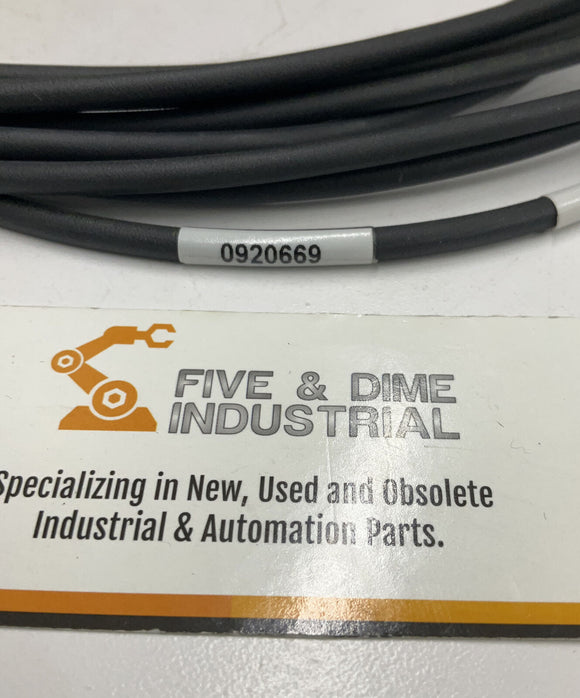 0920669
FIVE & DIME
INDUSTRIAL
Specializing in New, Used and Obsolete
Industrial & Automation Parts.